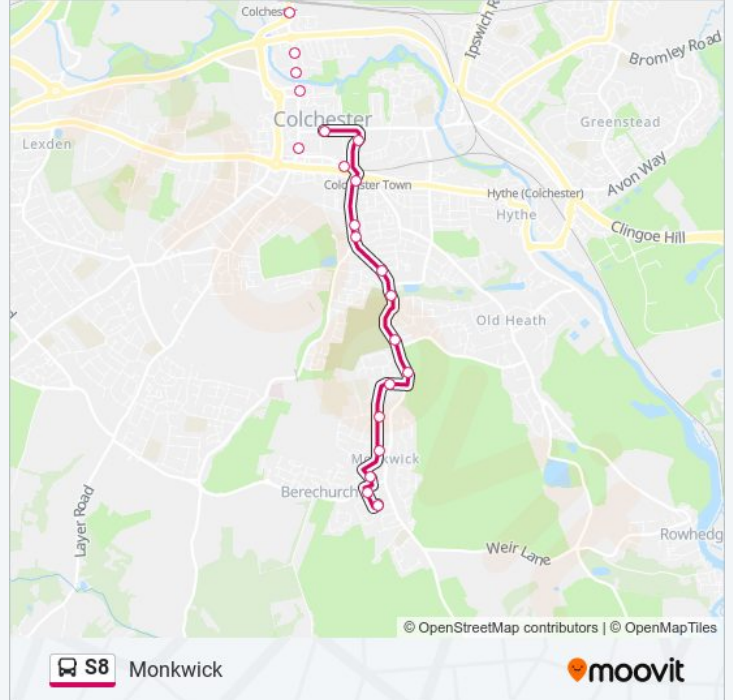 Colchest
Ipswich R
Bromley Road
Colchester
Greenstead
Lexden
Avon Way
Colchester Town
Hythe (Colchester)
Hythe
Clingoe Hill
Old Heath
Monkwick
Berechurch
Layer Road
Weir Lane
Rowhedg
© OpenStreetMap contributors | © OpenMapTiles
S8 Monkwick
moovit